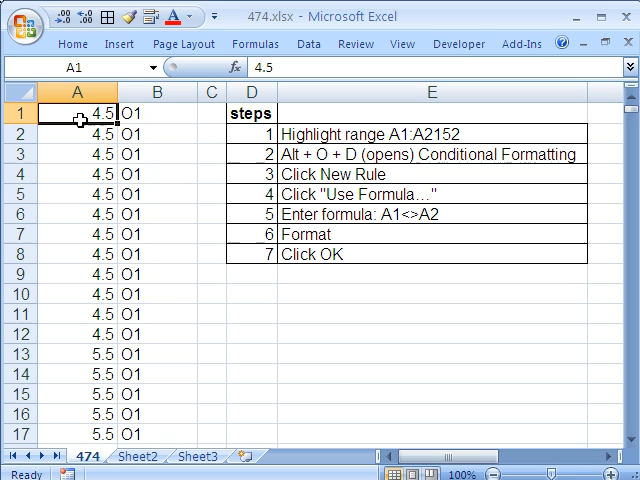 474.xlsx - Microsoft Excel
Home Insert Page Layout Formulas Data Review Developer Add-Ins
A1 fx 4.5
A B C D E
1 4.5 O1 steps
2 4.5 O1 1 Highlight range A1:A2152
3 4.5 O1 2 Alt + O + D (opens) Conditional Formatting
4 4.5 O1 3 Click New Rule
5 4.5 O1 4 Click "Use Formula…"
6 4.5 O1 5 Enter formula: A1<>A2
7 4.5 O1 6 Format
8 4.5 O1 7 Click OK
9 4.5 O1
10 4.5 O1
11 4.5 O1
12 4.5 O1
13 5.5 O1
14 5.5 O1
15 5.5 O1
16 5.5 O1
17 5.5 O1
474 Sheet2 Sheet3
Ready 100%